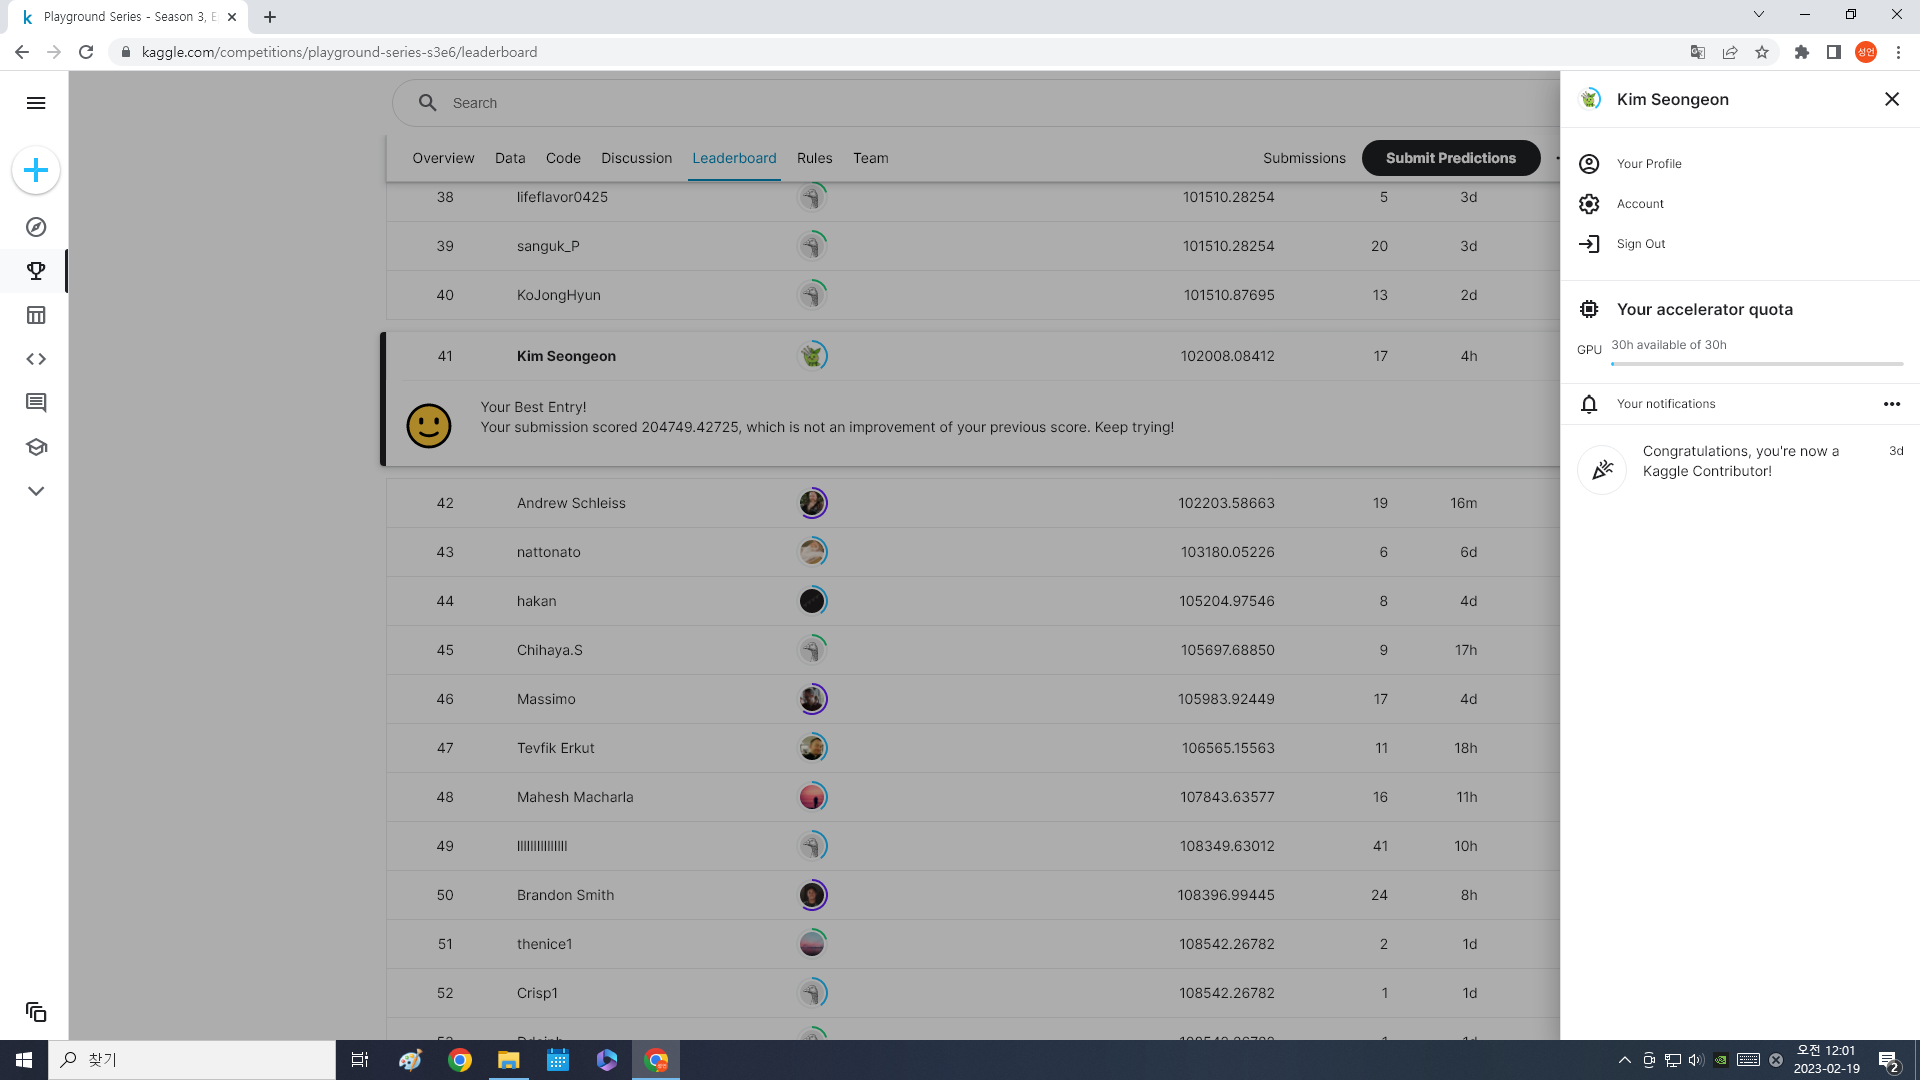 Playground Series - Season 3, E
kaggle.com/competitions/playground-series-s3e6/leaderboard
성언
Search
Kim Seongeon
Overview Data Code Discussion Leaderboard Rules Team Submissions Submit Predictions
Your Profile
Account
Sign Out
Your accelerator quota
GPU 30h available of 30h
Your notifications
Congratulations, you're now a 3d
Kaggle Contributor!
38 lifeflavor0425 101510.28254 5 3d
39 sanguk_P 101510.28254 20 3d
40 KoJongHyun 101510.87695 13 2d
41 Kim Seongeon 102008.08412 17 4h
Your Best Entry!
Your submission scored 204749.42725, which is not an improvement of your previous score. Keep trying!
42 Andrew Schleiss 102203.58663 19 16m
43 nattonato 103180.05226 6 6d
44 hakan 105204.97546 8 4d
45 Chihaya.S 105697.68850 9 17h
46 Massimo 105983.92449 17 4d
47 Tevfik Erkut 106565.15563 11 18h
48 Mahesh Macharla 107843.63577 16 11h
49 108349.63012 41 10h
50 Brandon Smith 108396.99445 24 8h
51 thenice1 108542.26782 2 1d
52 Crisp1 108542.26782 1 1d
찾기
오전 12:01
2023-02-19
2